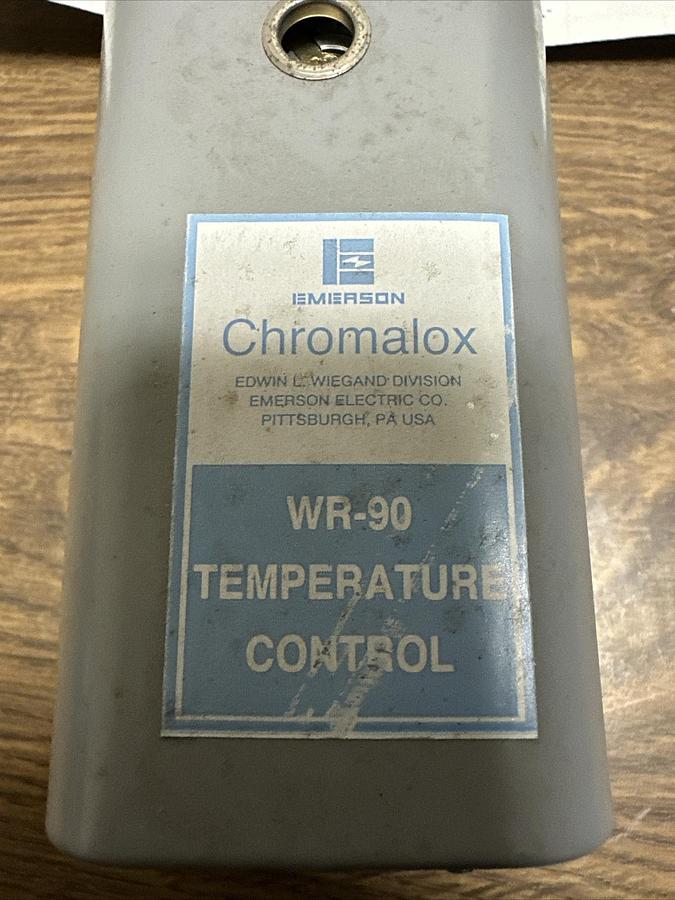 EMERSON
Chromalox
EDWIN L. WIEGAND DIVISION
EMERSON ELECTRIC CO.
PITTSBURGH, PA USA
WR-90
TEMPERATURE
CONTROL